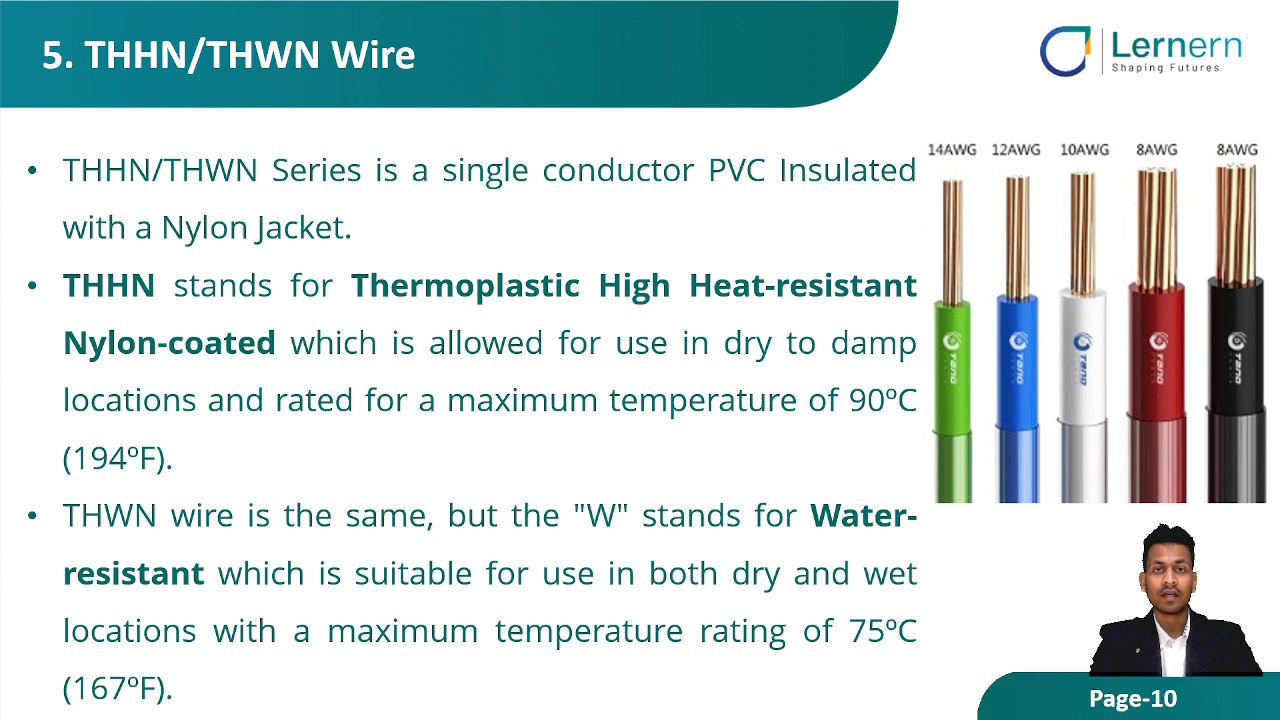 5. THHN/THWN Wire
Lernern
Shaping Futures
• THHN/THWN Series is a single conductor PVC Insulated
with a Nylon Jacket.
• THHN stands for Thermoplastic High Heat-resistant
Nylon-coated which is allowed for use in dry to damp
locations and rated for a maximum temperature of 90ºC
(194ºF).
• THWN wire is the same, but the "W" stands for Water-
resistant which is suitable for use in both dry and wet
locations with a maximum temperature rating of 75ºC
(167ºF).
14AWG 12AWG 10AWG 8AWG 8AWG
Page-10